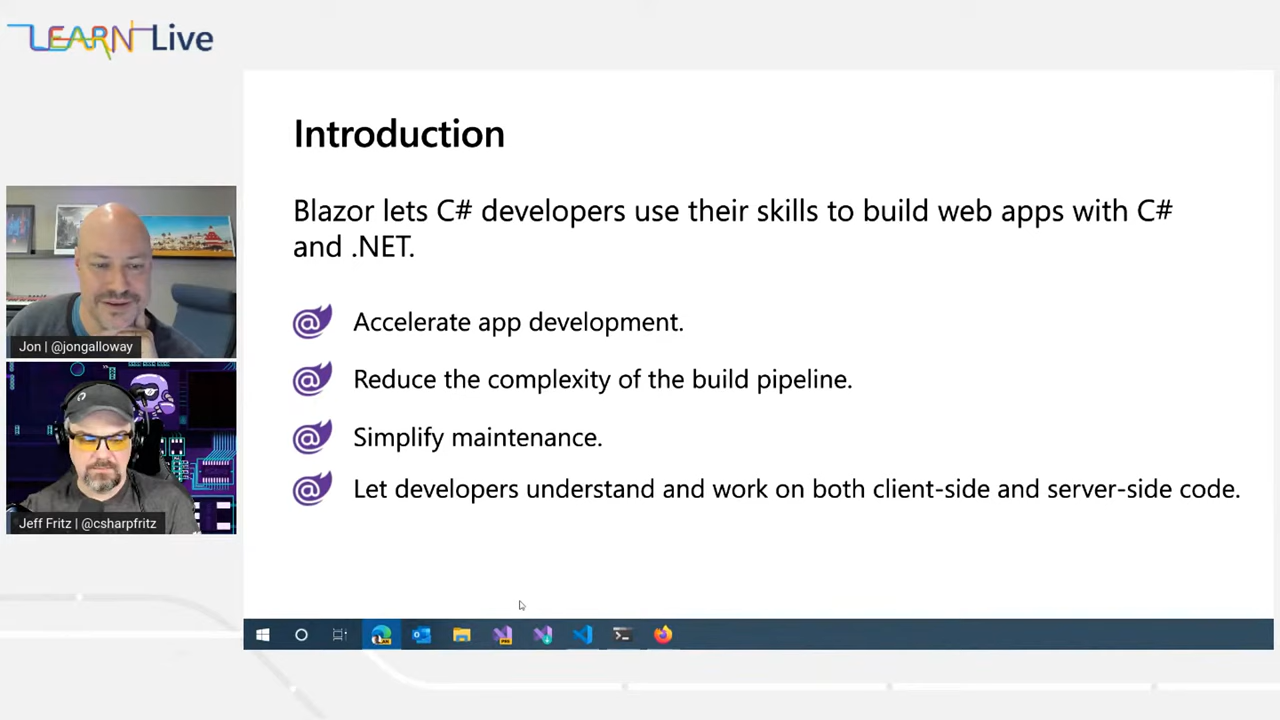 LEARN Live
Introduction
Blazor lets C# developers use their skills to build web apps with C#
and .NET.
Accelerate app development.
Reduce the complexity of the build pipeline.
Simplify maintenance.
Let developers understand and work on both client-side and server-side code.
Jon | @jongalloway
Jeff Fritz | @csharpfritz